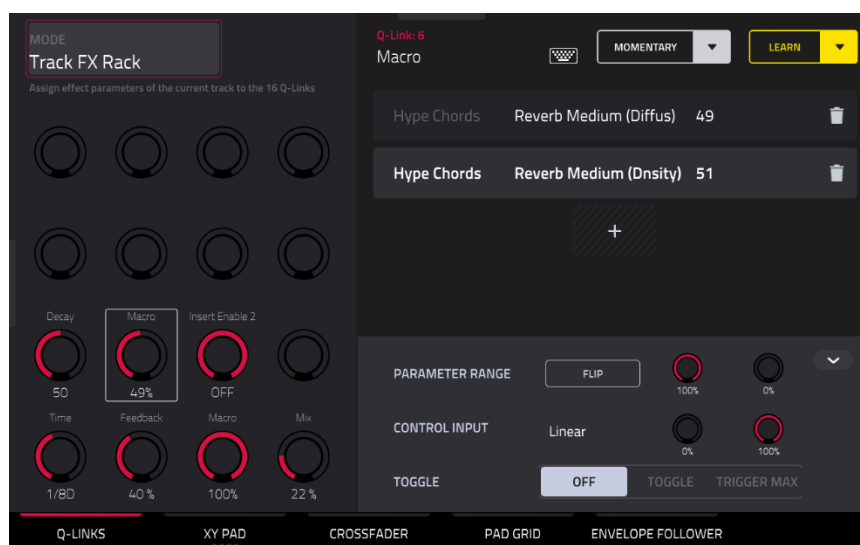 MODE
Track FX Rack
Assign effect parameters of the current track to the 16 Q-Links
Decay Macro Insert Enable 2
50 49% OFF
Time Feedback Macro Mix
1/8D 40 % 100% 22 %
Q-Link: 6
Macro
MOMENTARY LEARN
Hype Chords Reverb Medium (Diffus) 49
Hype Chords Reverb Medium (Dnsity) 51
+
PARAMETER RANGE FLIP 100% 0%
CONTROL INPUT Linear 0% 100%
TOGGLE OFF TOGGLE TRIGGER MAX
Q-LINKS XY PAD CROSSFADER PAD GRID ENVELOPE FOLLOWER